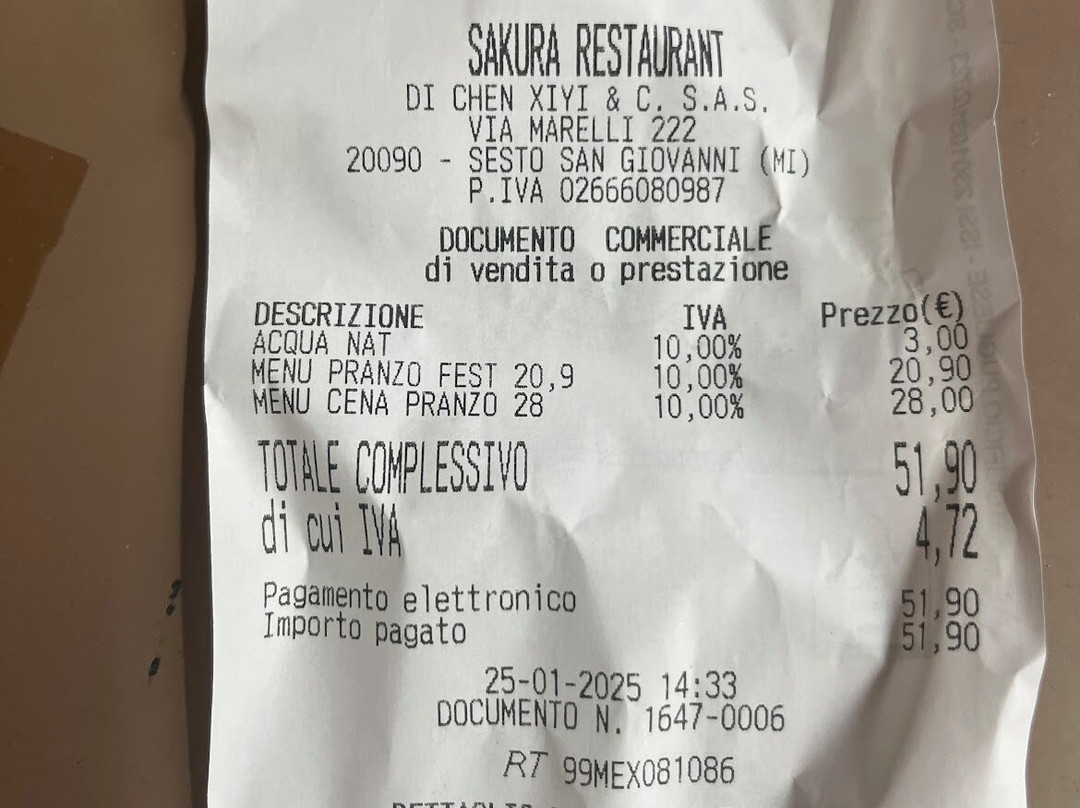 SAKURA RESTAURANT
DI CHEN XIYI & C. S.A.S.
VIA MARELLI 222
20090 - SESTO SAN GIOVANNI (MI)
P.IVA 02666080987
DOCUMENTO COMMERCIALE
di vendita o prestazione
DESCRIZIONE IVA Prezzo(€)
ACQUA NAT 10,00% 3,00
MENU PRANZO FEST 20,9 10,00% 20,90
MENU CENA PRANZO 28 10,00% 28,00
TOTALE COMPLESSIVO 51,90
di cui IVA 4,72
Pagamento elettronico 51,90
Importo pagato 51,90
25-01-2025 14:33
DOCUMENTO N. 1647-0006
RT 99MEX081086